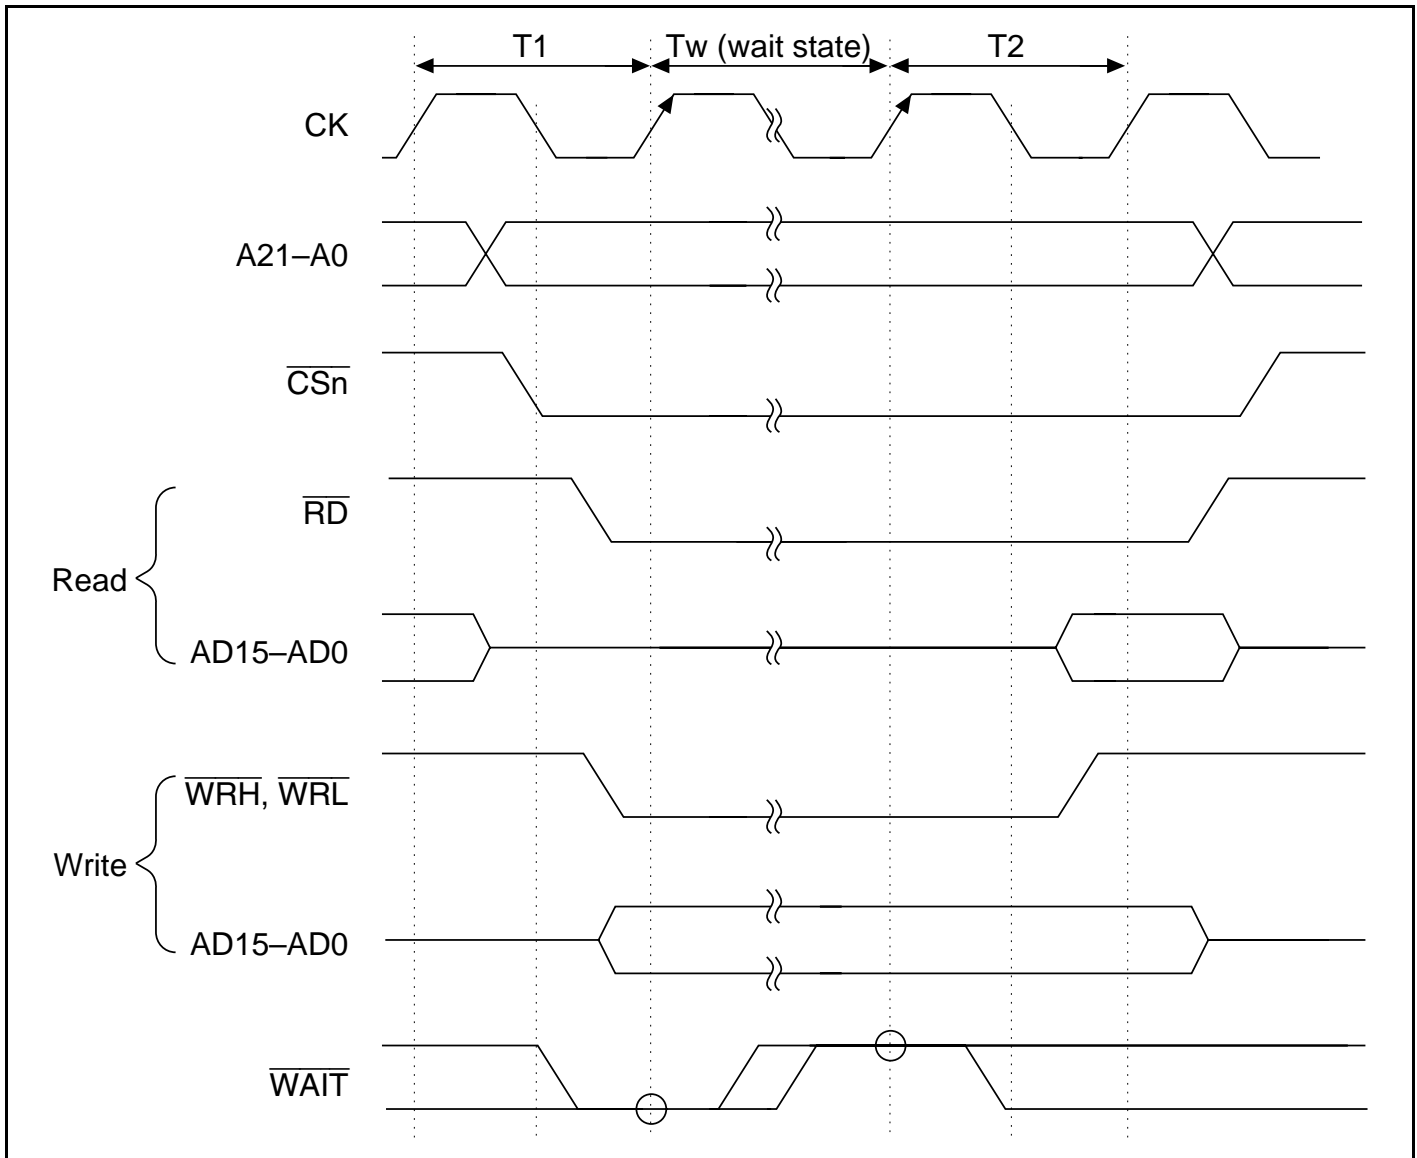 T1 Tw (wait state) T2
CK
A21–A0
CSn
RD
Read
AD15–AD0
WRH, WRL
Write
AD15–AD0
WAIT